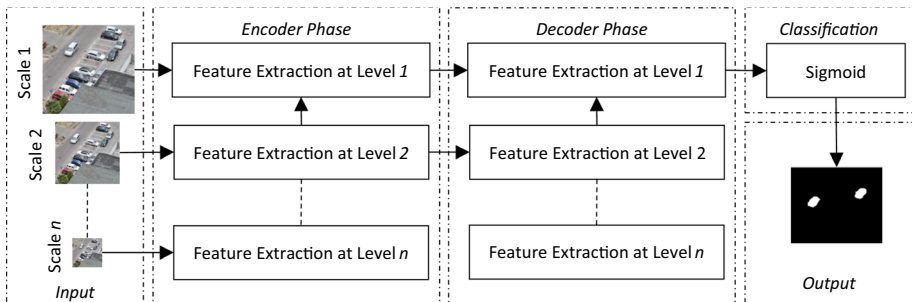 Scale 1
Scale 2
Scale n
Input
Encoder Phase
Feature Extraction at Level 1
Feature Extraction at Level 2
Feature Extraction at Level n
Decoder Phase
Feature Extraction at Level 1
Feature Extraction at Level 2
Feature Extraction at Level n
Classification
Sigmoid
Output